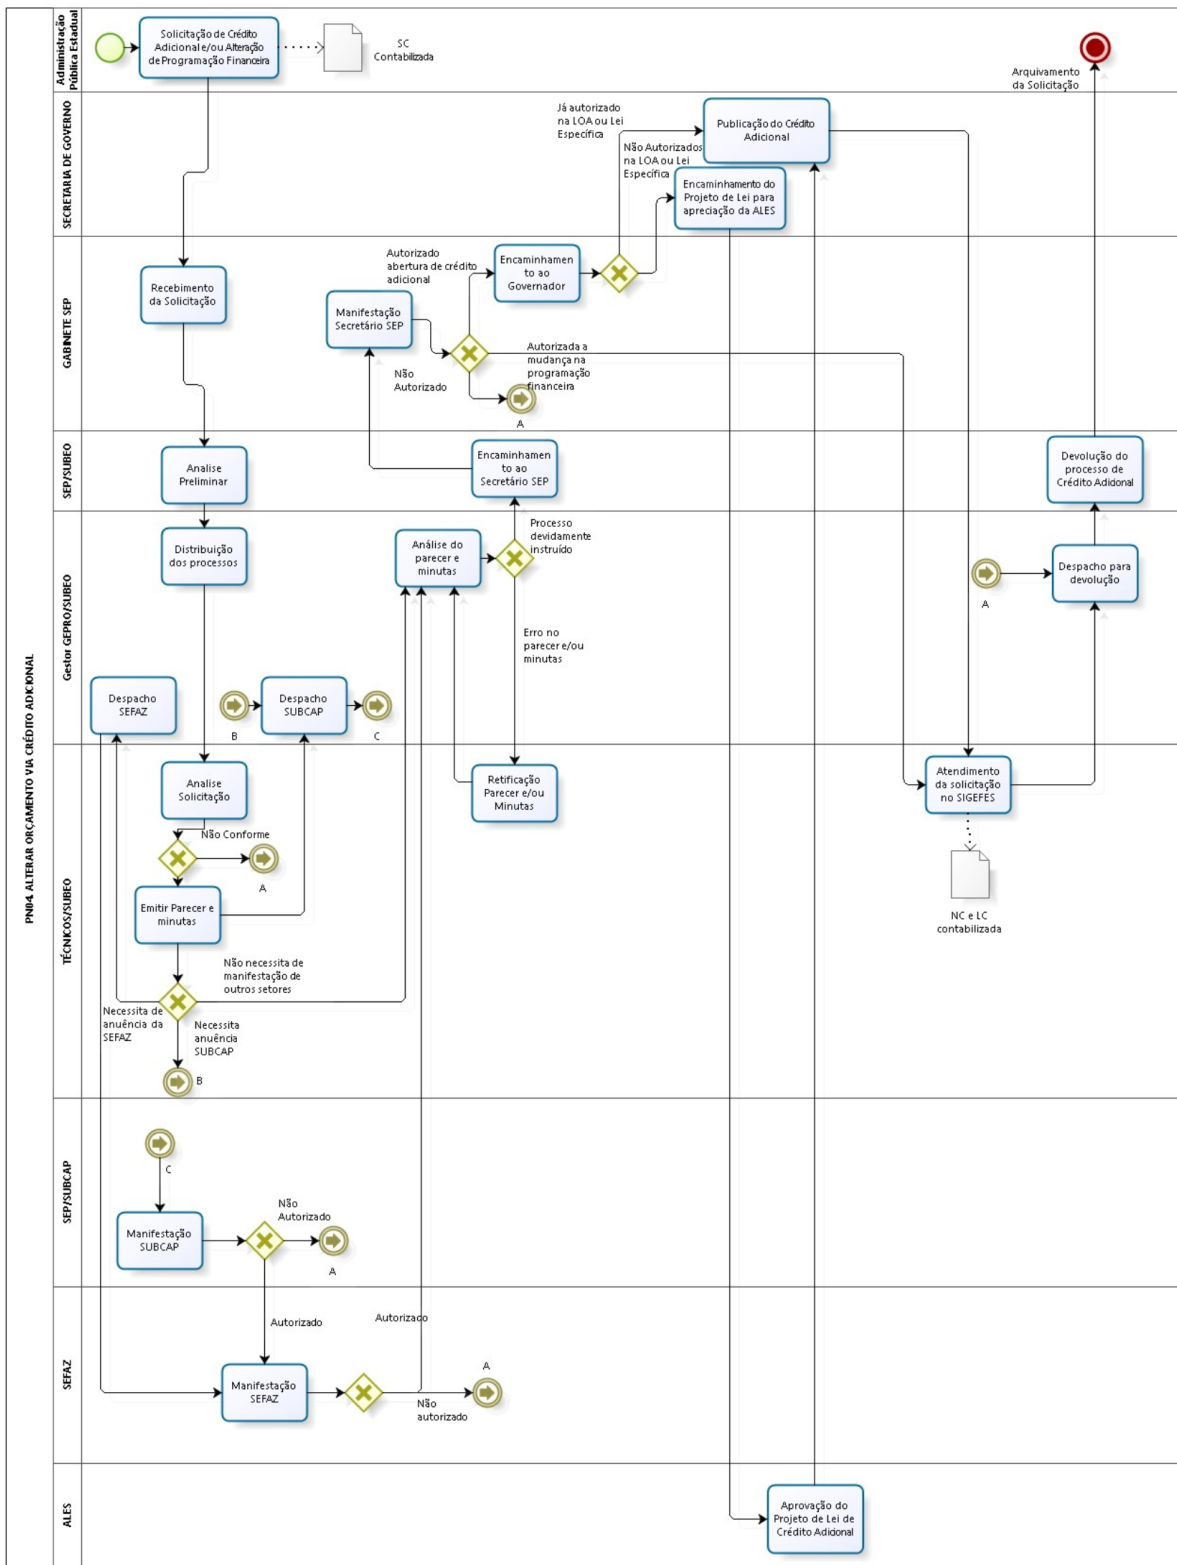 PN04. ALTERAR ORÇAMENTO VIA CRÉDITO ADICIONAL
Administração
Pública Estadual
Solicitação de Crédito
Adicional e/ou Alteração
de Programação Financeira
SC
Contabilizada
Arquivamento
da Solicitação
SECRETARIA DE GOVERNO
Já autorizado
na LOA ou Lei
Específica
Publicação do Crédito
Adicional
Não Autorizados
na LOA ou Lei
Específica
Encaminhamento do
Projeto de Lei para
apreciação da ALES
GABINETE SEP
Recebimento
da Solicitação
Autorizado
abertura de crédito
adicional
Encaminhamen
to ao
Governador
Manifestação
Secretário SEP
Autorizada a
mudança na
programação
financeira
Não
Autorizado
A
SEP/SUBEO
Analise
Preliminar
Encaminhamen
to ao
Secretário SEP
Devolução do
processo de
Crédito Adicional
Gestor GEPRO/SUBEO
Distribuição
dos processos
Análise do
parecer e
minutas
Processo
devidamente
instruído
Despacho para
devolução
A
Erro no
parecer e/ou
minutas
Despacho
SEFAZ
B
Despacho
SUBCAP
C
TÉCNICOS/SUBEO
Analise
Solicitação
Retificação
Parecer e/ou
Minutas
Atendimento
da solicitação
no SIGEFES
Não Conforme
A
Emitir Parecer e
minutas
NC e LC
contabilizada
Não necessita de
manifestação de
outros setores
Necessita de
anuência da
SEFAZ
Necessita
anuência
SUBCAP
B
SEP/SUBCAP
C
Manifestação
SUBCAP
Não
Autorizado
A
SEFAZ
Autorizado
Autorizado
Manifestação
SEFAZ
A
Não
autorizado
ALES
Aprovação do
Projeto de Lei de
Crédito Adicional